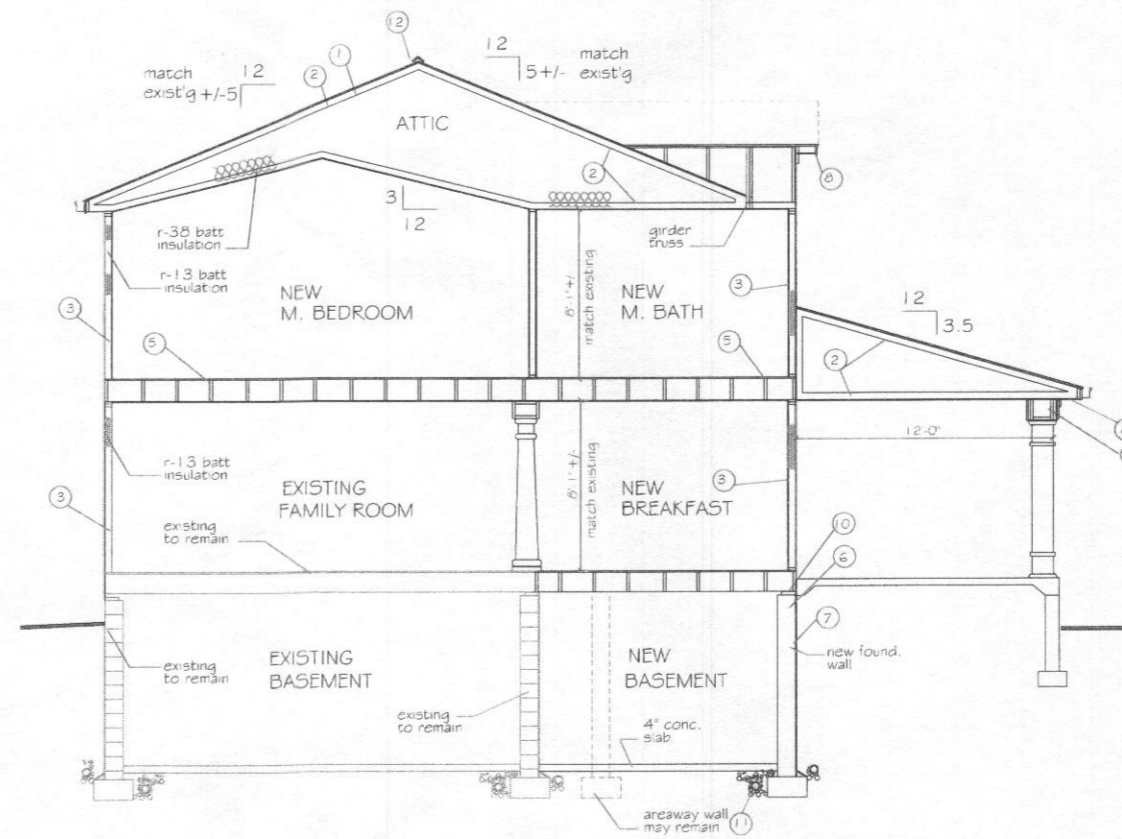 12
12
12
match
exist'g +/-5
5+/- match
exist'g
1
2
ATTIC
2
8
3
12
r-38 batt
insulation
girder
truss
r-13 batt
insulation
NEW
M. BEDROOM
8'-1"+/-
match existing
NEW
M. BATH
3
3
12
3.5
5
5
2
12'-0"
r-13 batt
insulation
3
EXISTING
FAMILY ROOM
8'-1"+/-
match existing
3
NEW
BREAKFAST
existing
to remain
10
6
7
new found.
wall
existing
to remain
EXISTING
BASEMENT
NEW
BASEMENT
existing
to remain
4" conc.
slab
areaway wall
may remain
11